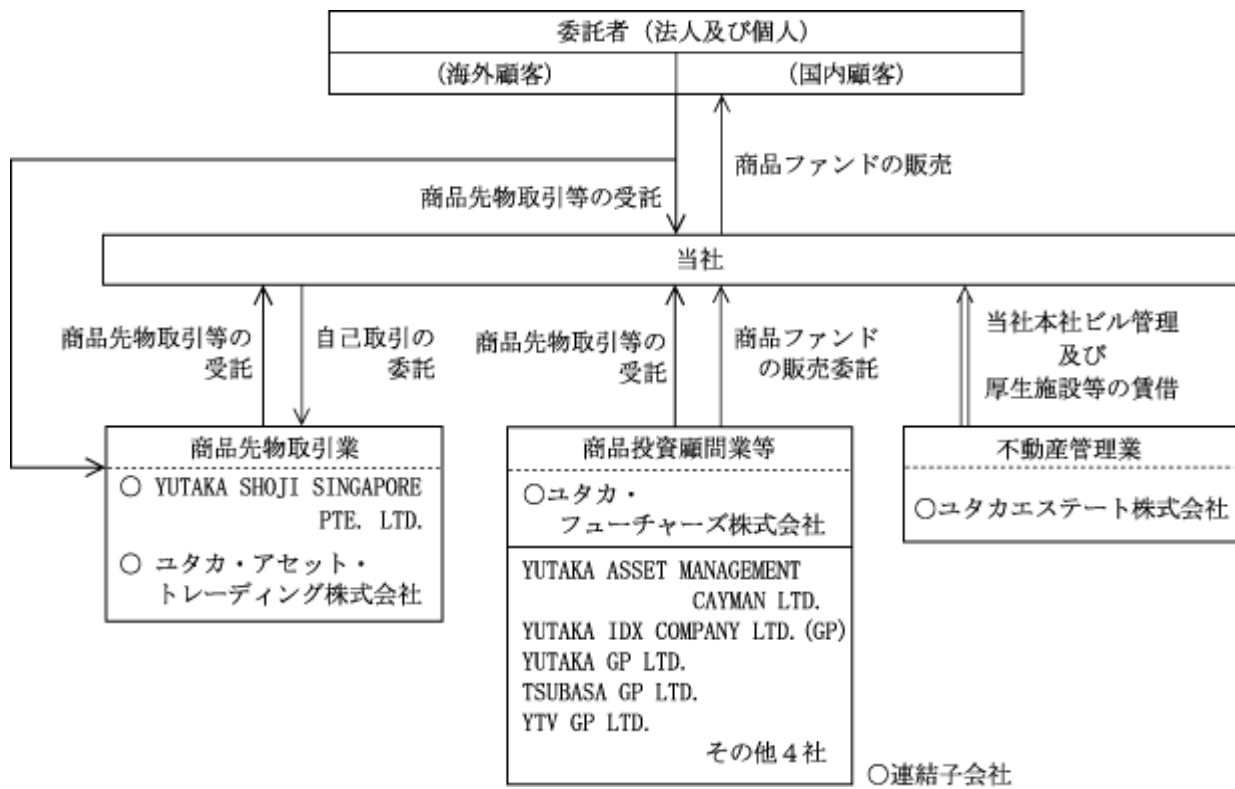 委託者（法人及び個人）
（海外顧客）
（国内顧客）
商品ファンドの販売
商品先物取引等の受託
当社
商品先物取引等の
受託
自己取引の
委託
商品先物取引等の
受託
商品ファンド
の販売委託
当社本社ビル管理
及び
厚生施設等の賃借
商品先物取引業
○ YUTAKA SHOJI SINGAPORE
PTE. LTD.
○ ユタカ・アセット・
トレーディング株式会社
商品投資顧問業等
○ユタカ・
フューチャーズ株式会社
YUTAKA ASSET MANAGEMENT
CAYMAN LTD.
YUTAKA IDX COMPANY LTD.(GP)
YUTAKA GP LTD.
TSUBASA GP LTD.
YTV GP LTD.
その他４社
不動産管理業
○ユタカエステート株式会社
○連結子会社